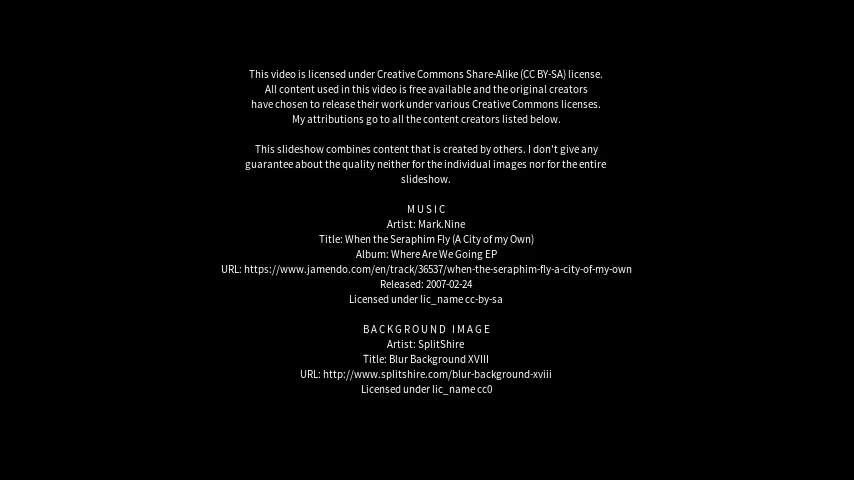 This video is licensed under Creative Commons Share-Alike (CC BY-SA) license.
All content used in this video is free available and the original creators
have chosen to release their work under various Creative Commons licenses.
My attributions go to all the content creators listed below.
This slideshow combines content that is created by others. I don't give any
guarantee about the quality neither for the individual images nor for the entire
slideshow.
MUSIC
Artist: Mark.Nine
Title: When the Seraphim Fly (A City of my Own)
Album: Where Are We Going EP
URL: https://www.jamendo.com/en/track/36537/when-the-seraphim-fly-a-city-of-my-own
Released: 2007-02-24
Licensed under lic_name cc-by-sa
BACKGROUND IMAGE
Artist: SplitShire
Title: Blur Background XVIII
URL: http://www.splitshire.com/blur-background-xviii
Licensed under lic_name cc0